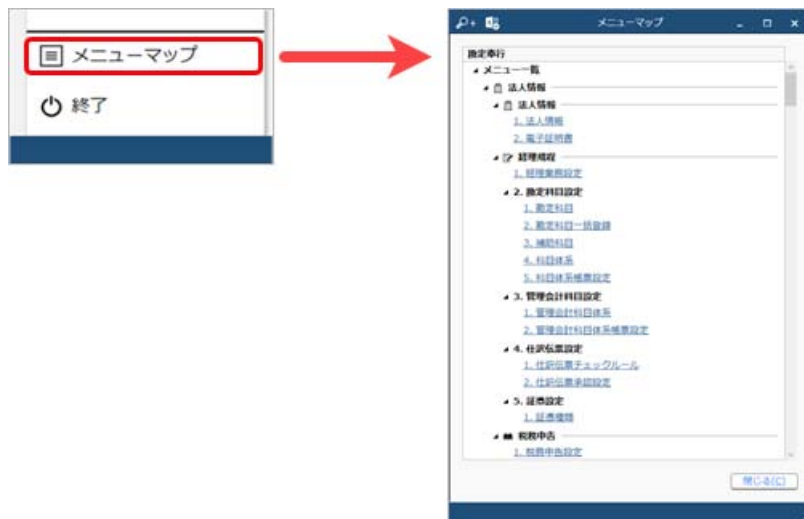 メニューマップ
終了
メニューマップ
勘定奉行
メニュー一覧
法人情報
法人情報
1. 法人情報
2. 電子証明書
経理規程
1. 経理業務設定
2. 勘定科目設定
1. 勘定科目
2. 勘定科目一括登録
3. 補助科目
4. 科目体系
5. 科目体系帳票設定
3. 管理会計科目設定
1. 管理会計科目体系
2. 管理会計科目体系帳票設定
4. 仕訳伝票設定
1. 仕訳伝票チェックルール
2. 仕訳伝票承認設定
5. 証憑設定
1. 証憑種類
税務申告
1. 税務申告設定
閉じる(C)